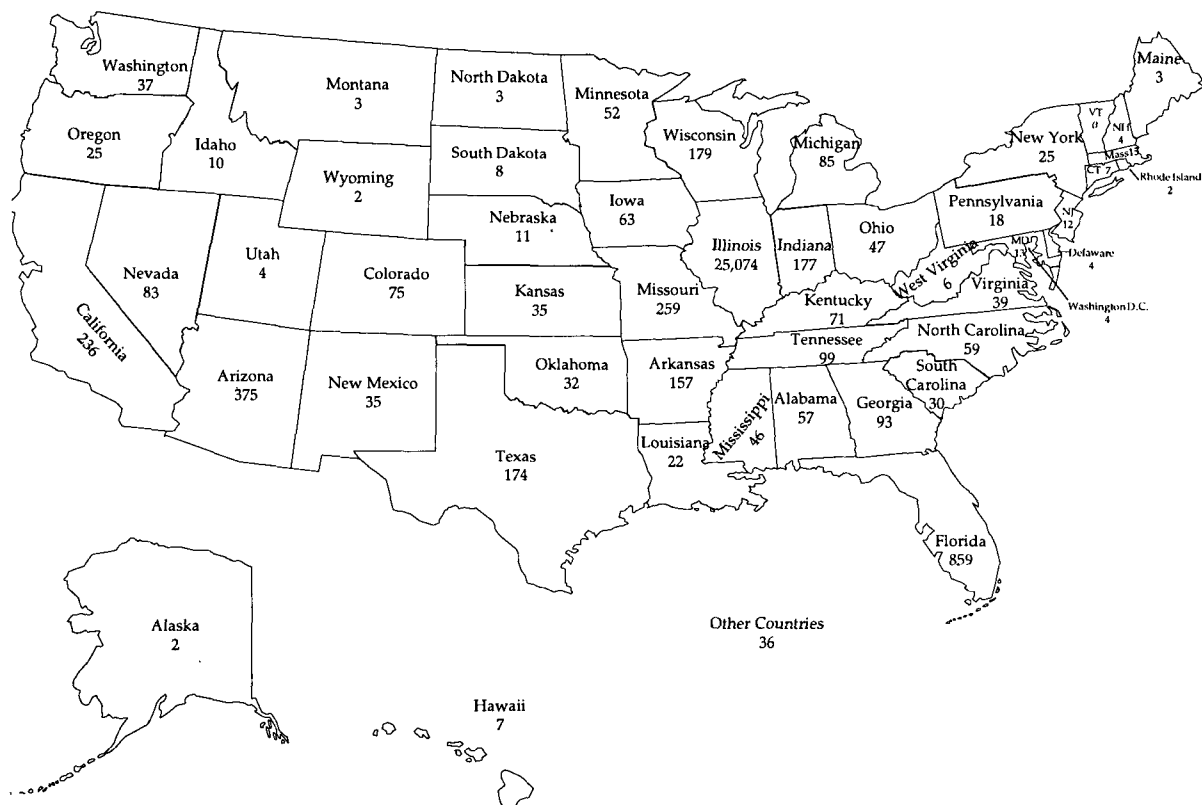 Washington
37
Montana
3
North Dakota
3
Minnesota
52
Maine
3
Oregon
25
Idaho
10
Wisconsin
179
Michigan
85
New York
25
VT
0
NH
4
Mass 13
CT 7
Rhode Island
2
South Dakota
8
Wyoming
2
Iowa
63
Pennsylvania
18
NJ
12
Nebraska
11
Ohio
47
Illinois
25,074
Indiana
177
MD
13
Delaware
4
Utah
4
Nevada
83
Colorado
75
Kansas
35
Missouri
259
West Virginia
6
Virginia
39
Kentucky
71
Washington D.C.
4
California
236
Tennessee
99
North Carolina
59
Oklahoma
32
Arkansas
157
South
Carolina
30
Arizona
375
New Mexico
35
Mississippi
46
Alabama
57
Georgia
93
Louisiana
22
Texas
174
Florida
859
Alaska
2
Other Countries
36
Hawaii
7